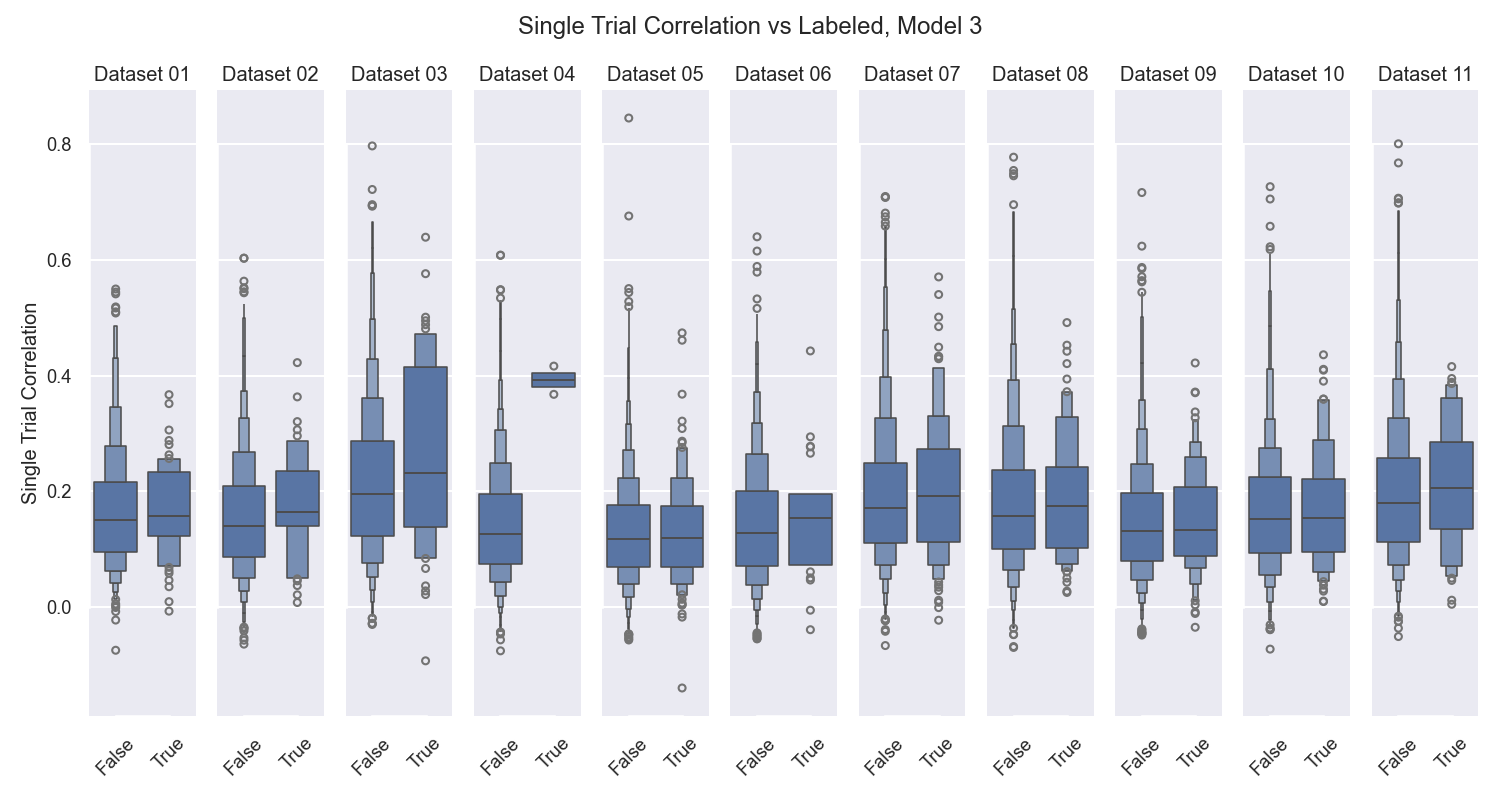 Single Trial Correlation vs Labeled, Model 3
Dataset 01 Dataset 02 Dataset 03 Dataset 04 Dataset 05 Dataset 06 Dataset 07 Dataset 08 Dataset 09 Dataset 10 Dataset 11
Single Trial Correlation
0.8
0.6
0.4
0.2
0.0
False True False True False True False True False True False True False True False True False True False True False True